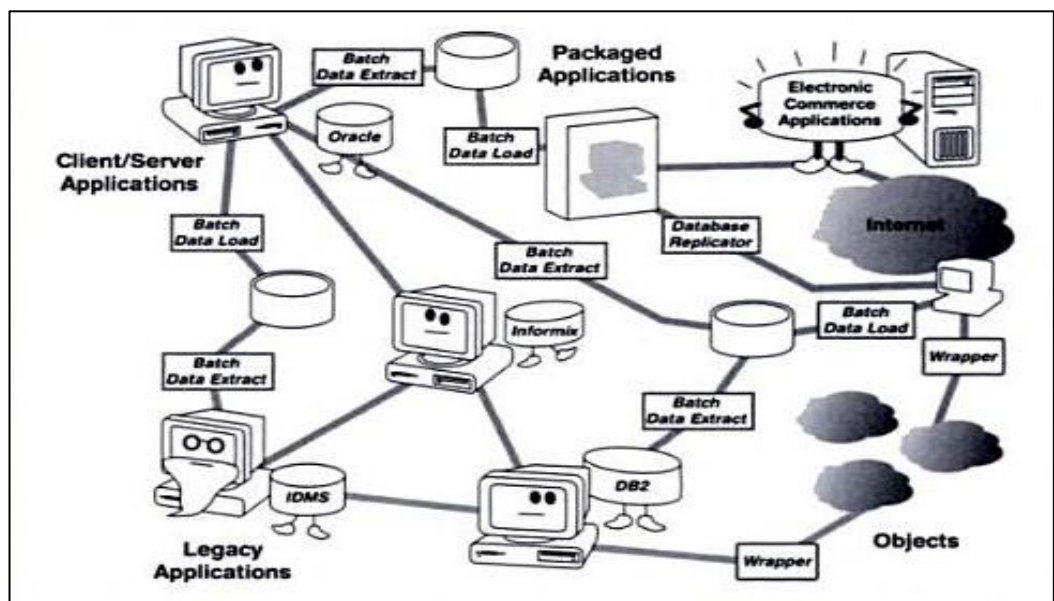 Batch
Data Extract
Packaged
Applications
Electronic
Commerce
Applications
Oracle
Batch
Data Load
Client/Server
Applications
Batch
Data Load
Database
Replicator
Internet
Batch
Data Extract
Informix
Batch
Data Load
Wrapper
Batch
Data Extract
Batch
Data Extract
IDMS
DB2
Legacy
Applications
Wrapper
Objects